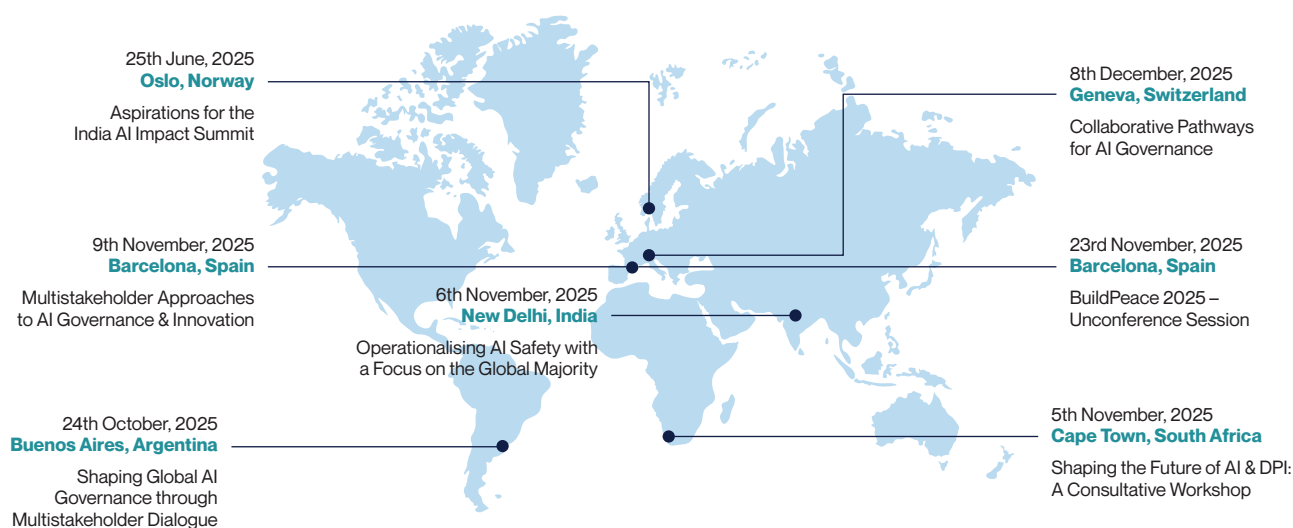 25th June, 2025
Oslo, Norway
Aspirations for the
India AI Impact Summit
8th December, 2025
Geneva, Switzerland
Collaborative Pathways
for AI Governance
9th November, 2025
Barcelona, Spain
Multistakeholder Approaches
to AI Governance & Innovation
23rd November, 2025
Barcelona, Spain
BuildPeace 2025 –
Unconference Session
6th November, 2025
New Delhi, India
Operationalising AI Safety with
a Focus on the Global Majority
24th October, 2025
Buenos Aires, Argentina
Shaping Global AI
Governance through
Multistakeholder Dialogue
5th November, 2025
Cape Town, South Africa
Shaping the Future of AI & DPI:
A Consultative Workshop